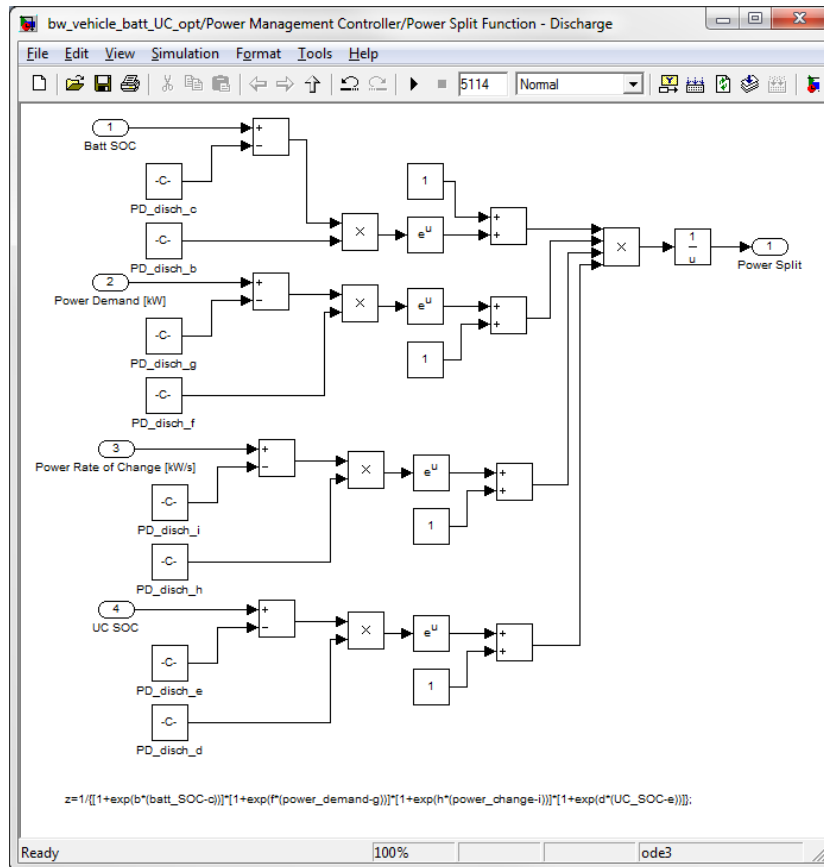 bw_vehicle_batt_UC_opt/Power Management Controller/Power Split Function - Discharge
File Edit View Simulation Format Tools Help
5114 Normal
1
Batt SOC
+
−
-C-
PD_disch_c
1
-C-
PD_disch_b
×
e^u
+
+
×
1
u
1
Power Split
2
Power Demand [kW]
+
−
-C-
PD_disch_g
×
e^u
+
+
1
-C-
PD_disch_f
3
Power Rate of Change [kW/s]
+
−
-C-
PD_disch_i
×
e^u
+
+
1
-C-
PD_disch_h
4
UC SOC
+
−
-C-
PD_disch_e
×
e^u
+
+
1
-C-
PD_disch_d
z=1/{[1+exp(b*(batt_SOC-c))]*[1+exp(f*(power_demand-g))]*[1+exp(h*(power_change-i))]*[1+exp(d*(UC_SOC-e))]};
Ready 100% ode3